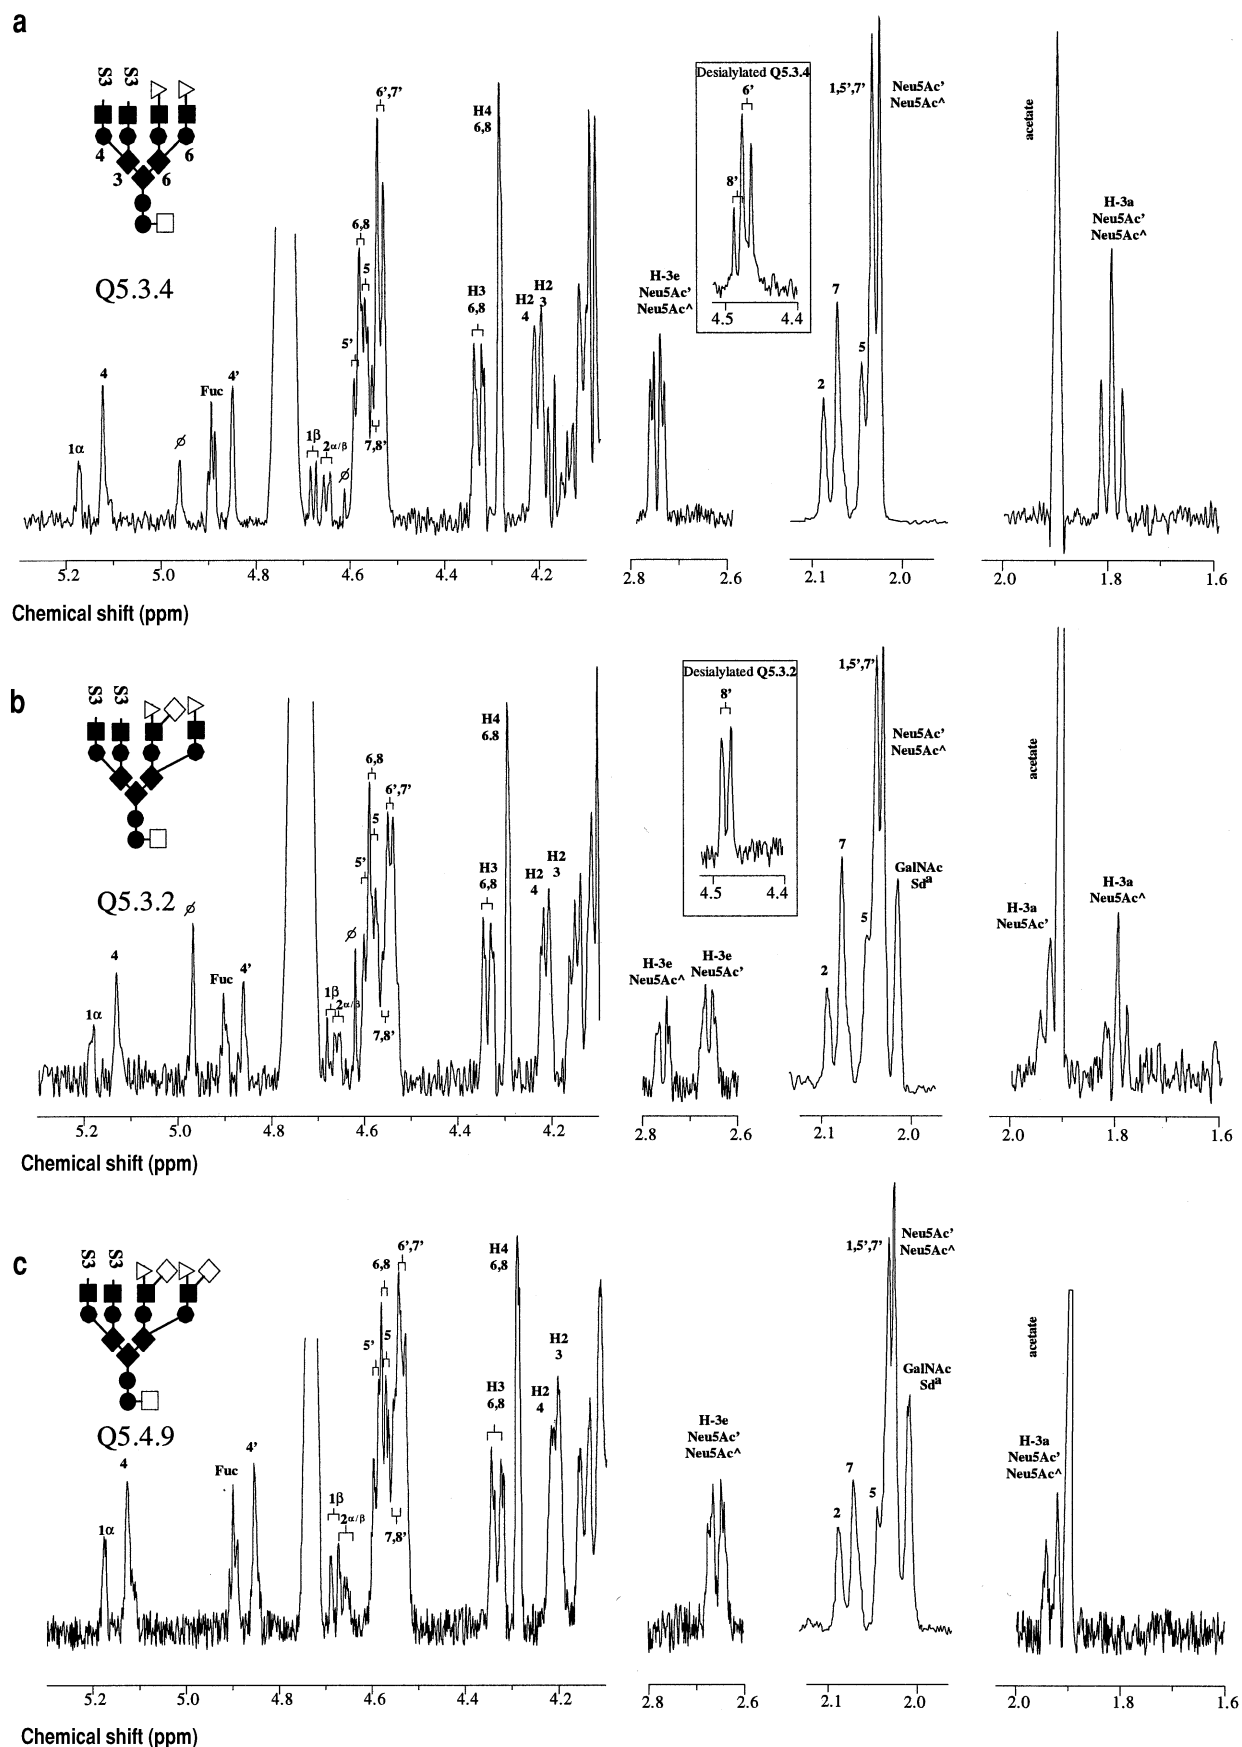 a
S3 S3
4 6
3 6
Q5.3.4
1α
4
ø
Fuc
4'
1β
2α/β
ø
5'
6,8
5
6',7'
7,8'
H3
6,8
H4
6,8
H2
4
H2
3
H-3e
Neu5Ac'
Neu5Ac^
Desialylated Q5.3.4
6'
8'
4.5 4.4
2
7
5
1,5',7'
Neu5Ac'
Neu5Ac^
acetate
H-3a
Neu5Ac'
Neu5Ac^
5.2 5.0 4.8 4.6 4.4 4.2
2.8 2.6
2.1 2.0
2.0 1.8 1.6
Chemical shift (ppm)
b
S3 S3
Q5.3.2
1α
4
ø
Fuc
4'
1β
2α/β
ø
5'
6,8
5
6',7'
7,8'
H3
6,8
H4
6.8
H2
4
H2
3
H-3e
Neu5Ac^
H-3e
Neu5Ac'
Desialylated Q5.3.2
8'
4.5 4.4
2
7
5
1,5',7'
Neu5Ac'
Neu5Ac^
GalNAc
Sda
acetate
H-3a
Neu5Ac'
H-3a
Neu5Ac^
5.2 5.0 4.8 4.6 4.4 4.2
2.8 2.6
2.1 2.0
2.0 1.8 1.6
Chemical shift (ppm)
c
S3 S3
Q5.4.9
1α
4
Fuc
4'
1β
2α/β
5'
6,8
5
6',7'
7,8'
H3
6,8
H4
6,8
H2
4
H2
3
H-3e
Neu5Ac'
Neu5Ac^
2
7
5
1,5',7'
Neu5Ac'
Neu5Ac^
GalNAc
Sda
acetate
H-3a
Neu5Ac'
Neu5Ac^
5.2 5.0 4.8 4.6 4.4 4.2
2.8 2.6
2.1 2.0
2.0 1.8 1.6
Chemical shift (ppm)